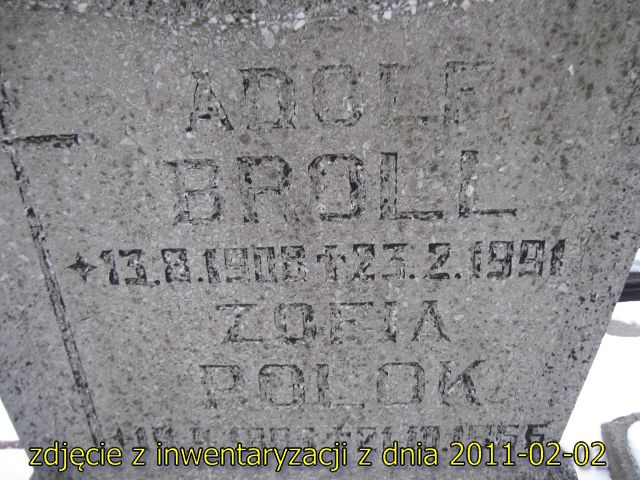 ADOLF
BROLL
✦13.8.1908 †23.2.1991
ZOFIA
POLOK
zdjęcie z inwentaryzacji z dnia 2011-02-02